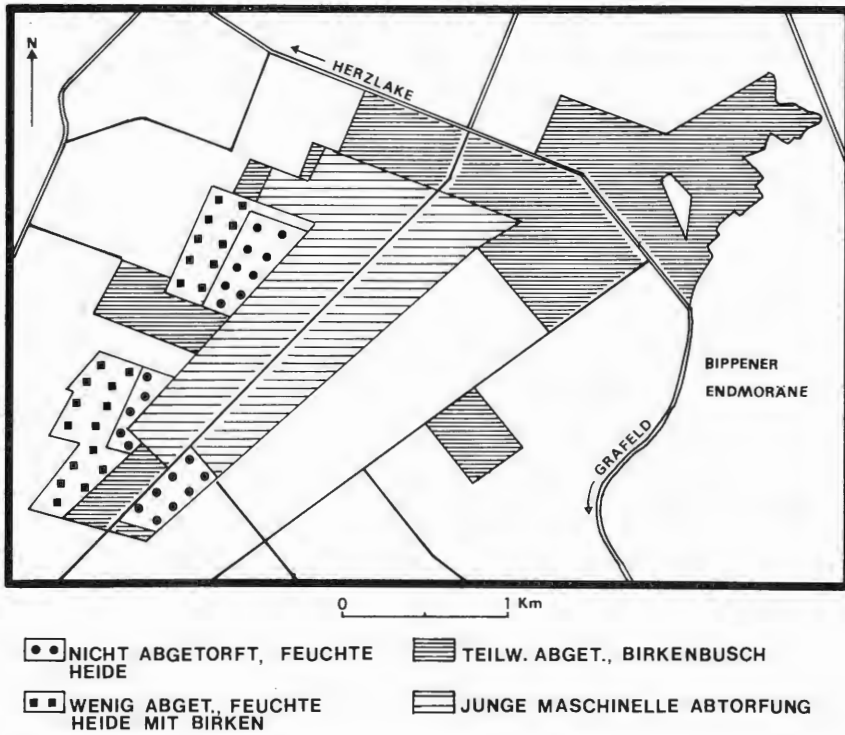 N
HERZLAKE
BIPPENER
ENDMORÄNE
GRAFELD
0 1 Km
NICHT ABGETORFT, FEUCHTE
HEIDE
TEILW. ABGET., BIRKENBUSCH
WENIG ABGET., FEUCHTE
HEIDE MIT BIRKEN
JUNGE MASCHINELLE ABTORFUNG